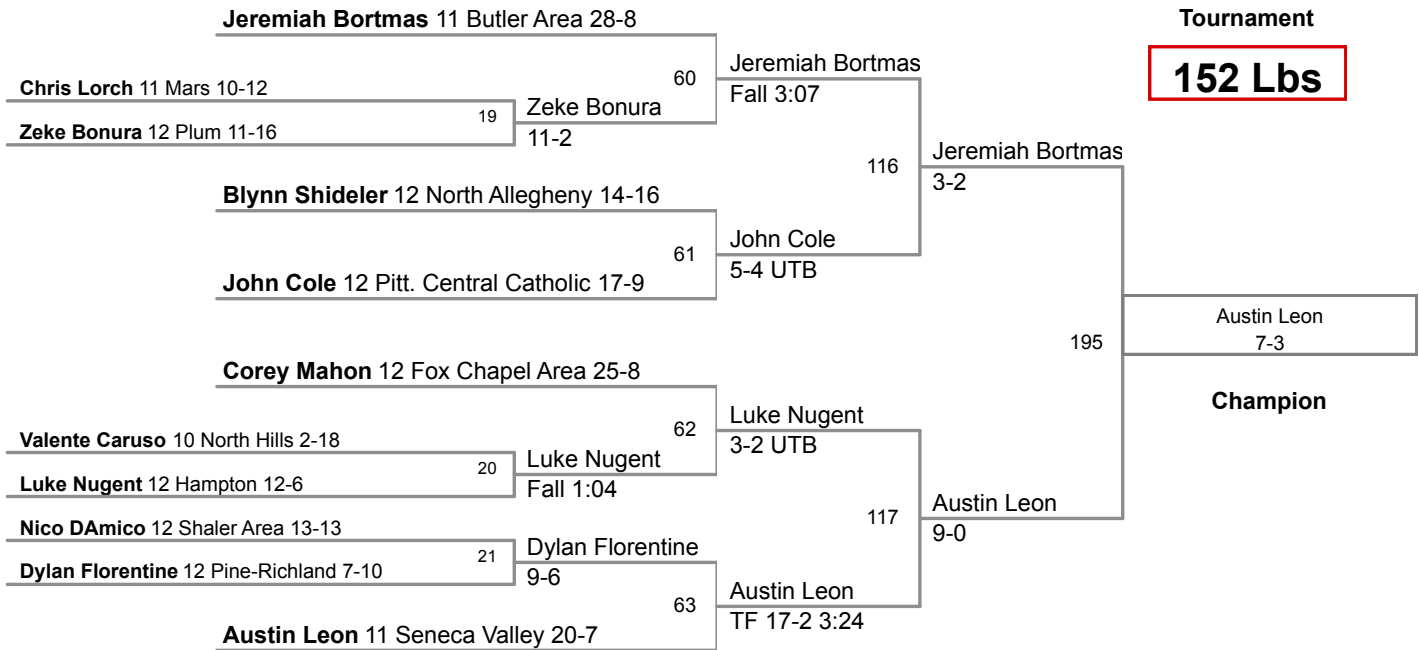 Jeremiah Bortmas 11 Butler Area 28-8
Tournament
152 Lbs
60
Jeremiah Bortmas
Fall 3:07
Chris Lorch 11 Mars 10-12
19
Zeke Bonura
11-2
Zeke Bonura 12 Plum 11-16
116
Jeremiah Bortmas
3-2
Blynn Shideler 12 North Allegheny 14-16
61
John Cole
5-4 UTB
John Cole 12 Pitt. Central Catholic 17-9
195
Austin Leon
7-3
Champion
Corey Mahon 12 Fox Chapel Area 25-8
62
Luke Nugent
3-2 UTB
Valente Caruso 10 North Hills 2-18
20
Luke Nugent
Fall 1:04
Luke Nugent 12 Hampton 12-6
117
Austin Leon
9-0
Nico DAmico 12 Shaler Area 13-13
21
Dylan Florentine
9-6
Dylan Florentine 12 Pine-Richland 7-10
63
Austin Leon
TF 17-2 3:24
Austin Leon 11 Seneca Valley 20-7